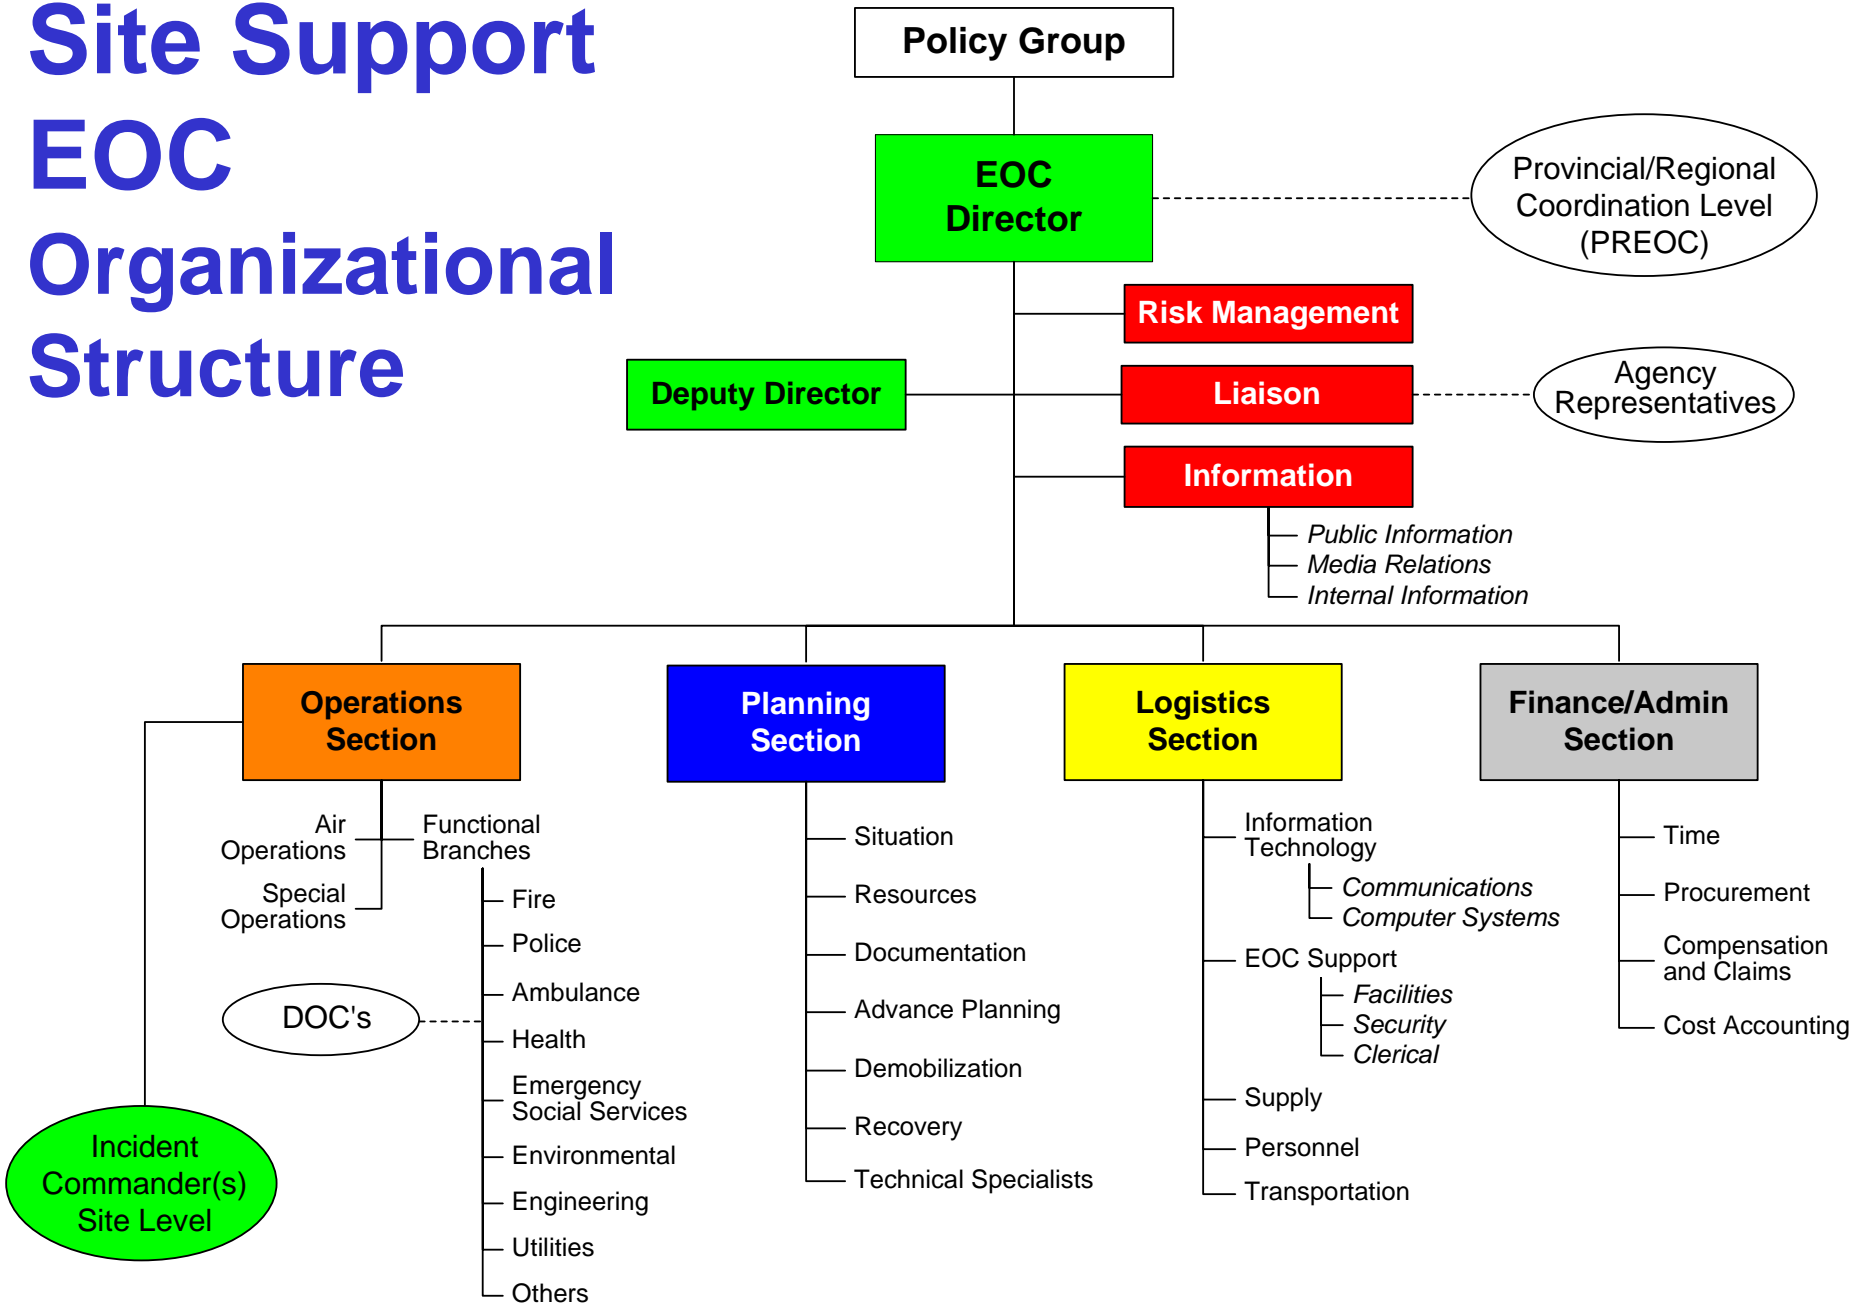 Site Support
EOC
Organizational
Structure
Policy Group
EOC
Director
Provincial/Regional
Coordination Level
(PREOC)
Risk Management
Deputy Director
Liaison
Agency
Representatives
Information
Public Information
Media Relations
Internal Information
Operations
Section
Planning
Section
Logistics
Section
Finance/Admin
Section
Air
Operations
Special
Operations
Functional
Branches
Fire
Police
Ambulance
Health
Emergency
Social Services
Environmental
Engineering
Utilities
Others
DOC's
Incident
Commander(s)
Site Level
Situation
Resources
Documentation
Advance Planning
Demobilization
Recovery
Technical Specialists
Information
Technology
Communications
Computer Systems
EOC Support
Facilities
Security
Clerical
Supply
Personnel
Transportation
Time
Procurement
Compensation
and Claims
Cost Accounting